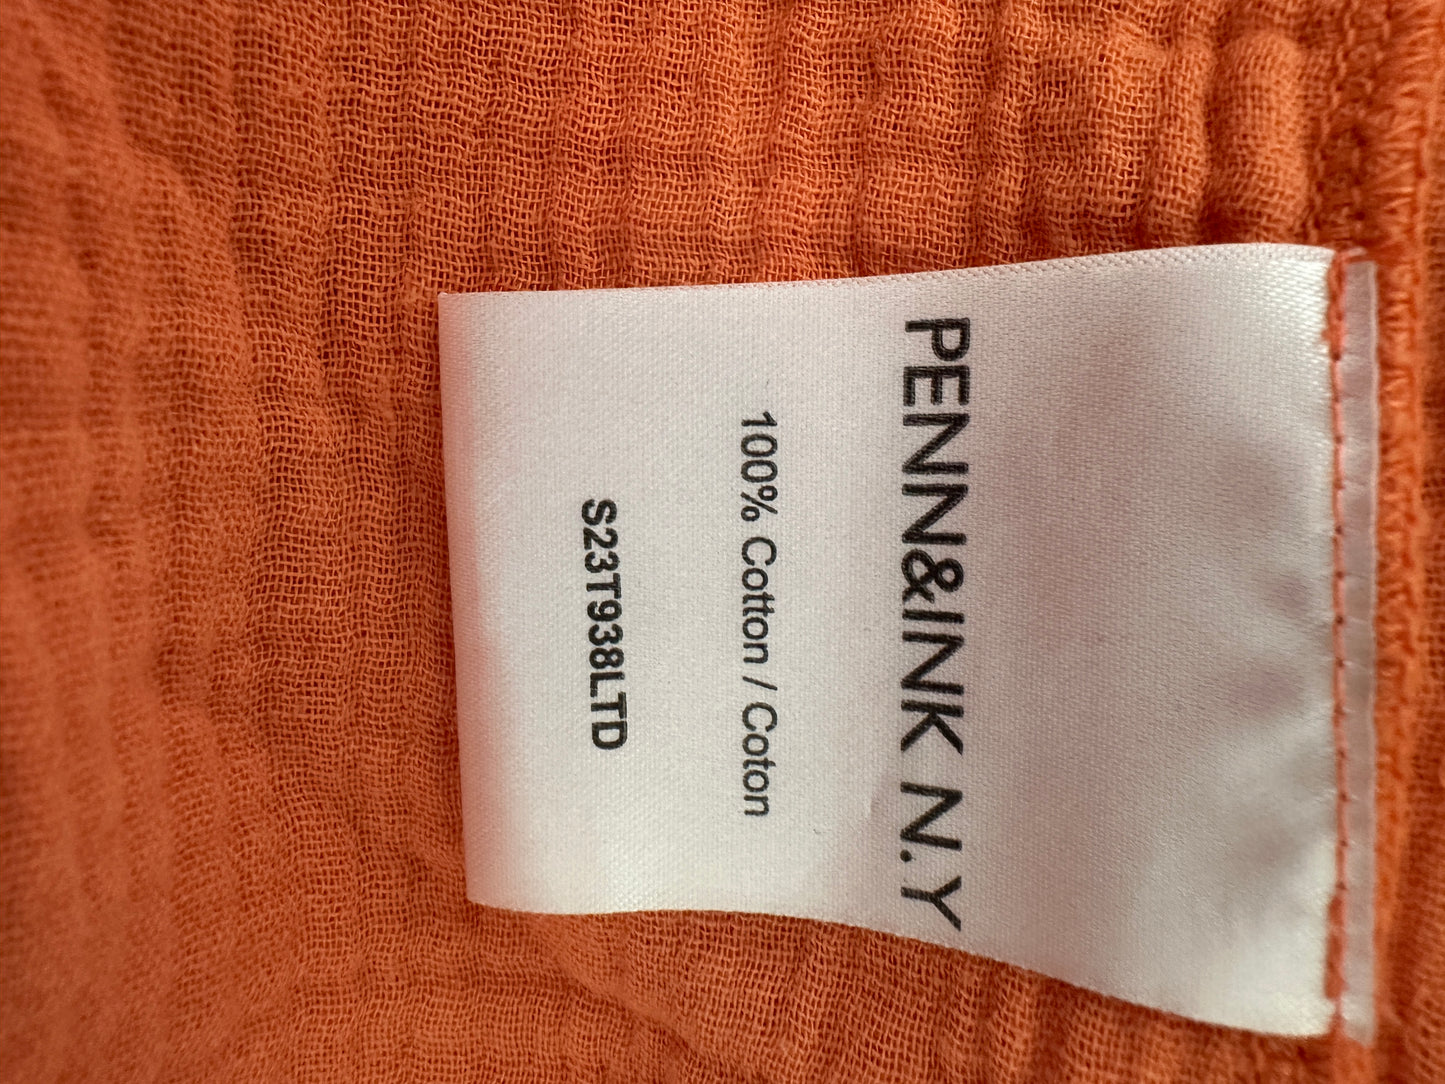 PENN&INK N.Y
100% Cotton / Coton
S23T938LTD